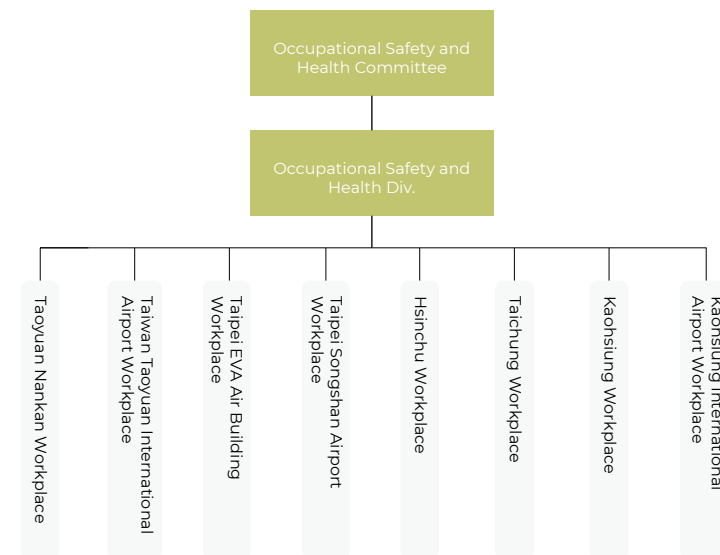 Occupational Safety and
Health Committee
Occupational Safety and
Health Div.
Taoyuan Nankan Workplace
Taiwan Taoyuan International
Airport Workplace
Taipei EVA Air Building
Workplace
Taipei Songshan Airport
Workplace
Hsinchu Workplace
Taichung Workplace
Kaohsiung Workplace
Kaohsiung International
Airport Workplace